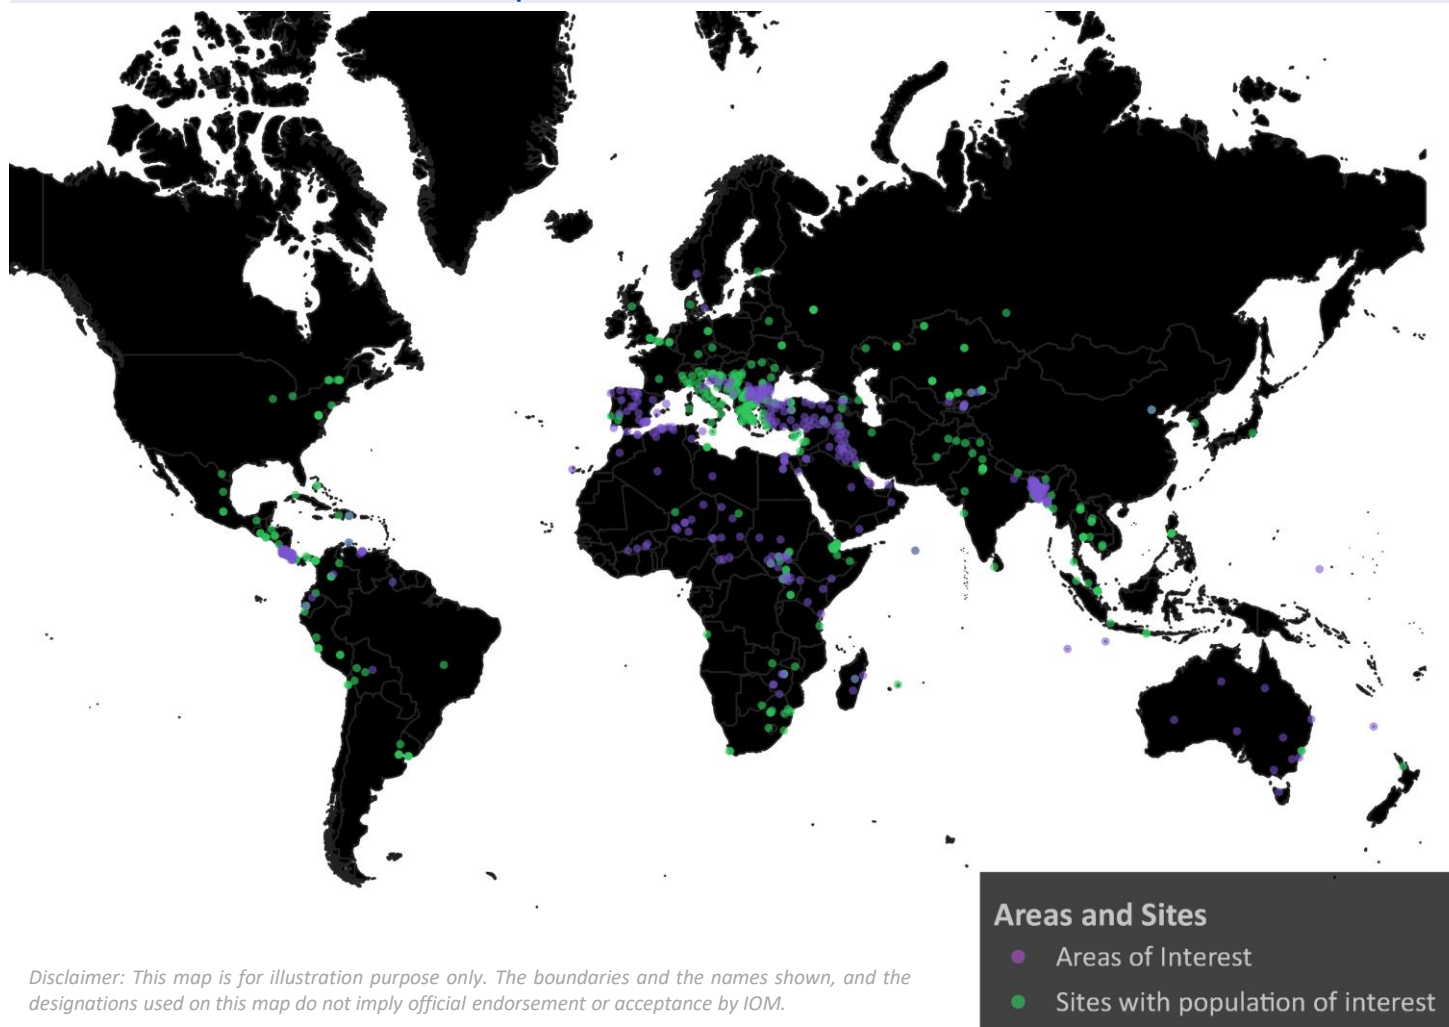 Areas and Sites
Areas of Interest
Sites with population of interest
Disclaimer: This map is for illustration purpose only. The boundaries and the names shown, and the
designations used on this map do not imply official endorsement or acceptance by IOM.